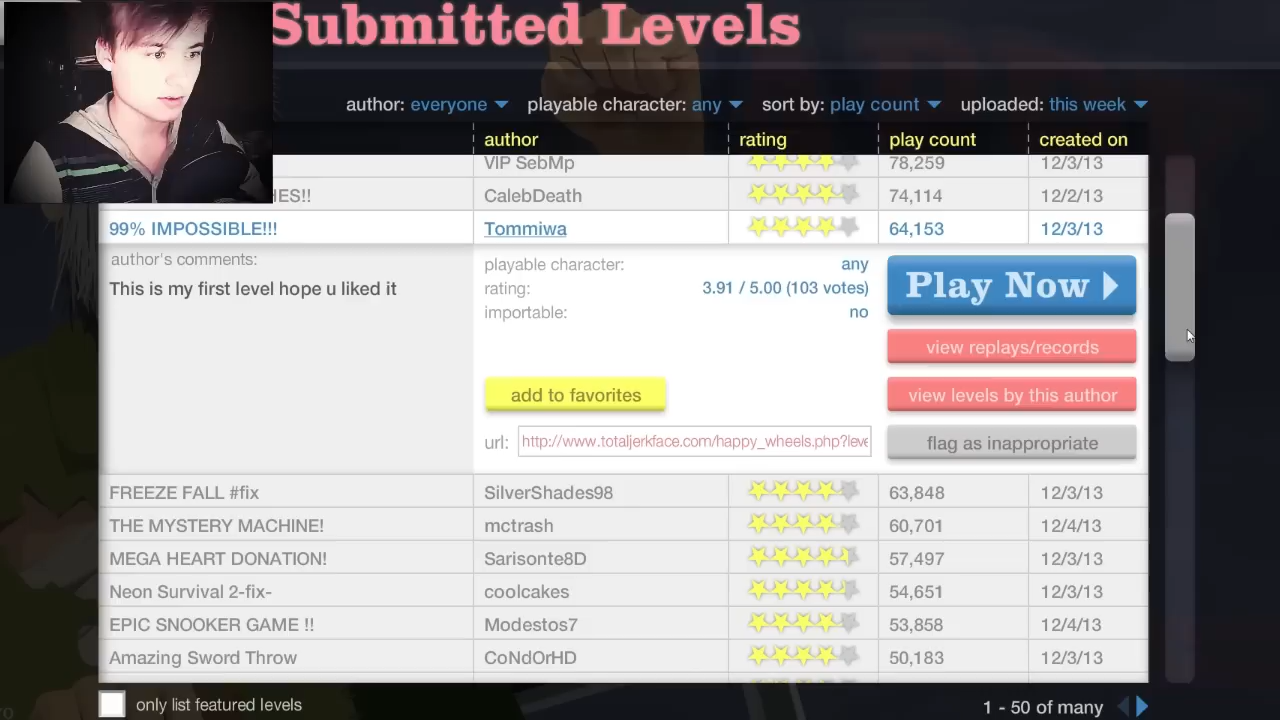 Submitted Levels
author: everyone playable character: any sort by: play count uploaded: this week
author rating play count created on
VIP SebMp 78,259 12/3/13
HES!! CalebDeath 74,114 12/2/13
99% IMPOSSIBLE!!! Tommiwa 64,153 12/3/13
author's comments:
This is my first level hope u liked it
playable character: any
rating: 3.91 / 5.00 (103 votes)
importable: no
Play Now
view replays/records
add to favorites
view levels by this author
url: http://www.totaljerkface.com/happy_wheels.php?leve
flag as inappropriate
FREEZE FALL #fix SilverShades98 63,848 12/3/13
THE MYSTERY MACHINE! mctrash 60,701 12/4/13
MEGA HEART DONATION! Sarisonte8D 57,497 12/3/13
Neon Survival 2-fix- coolcakes 54,651 12/3/13
EPIC SNOOKER GAME !! Modestos7 53,858 12/4/13
Amazing Sword Throw CoNdOrHD 50,183 12/3/13
only list featured levels
1 - 50 of many